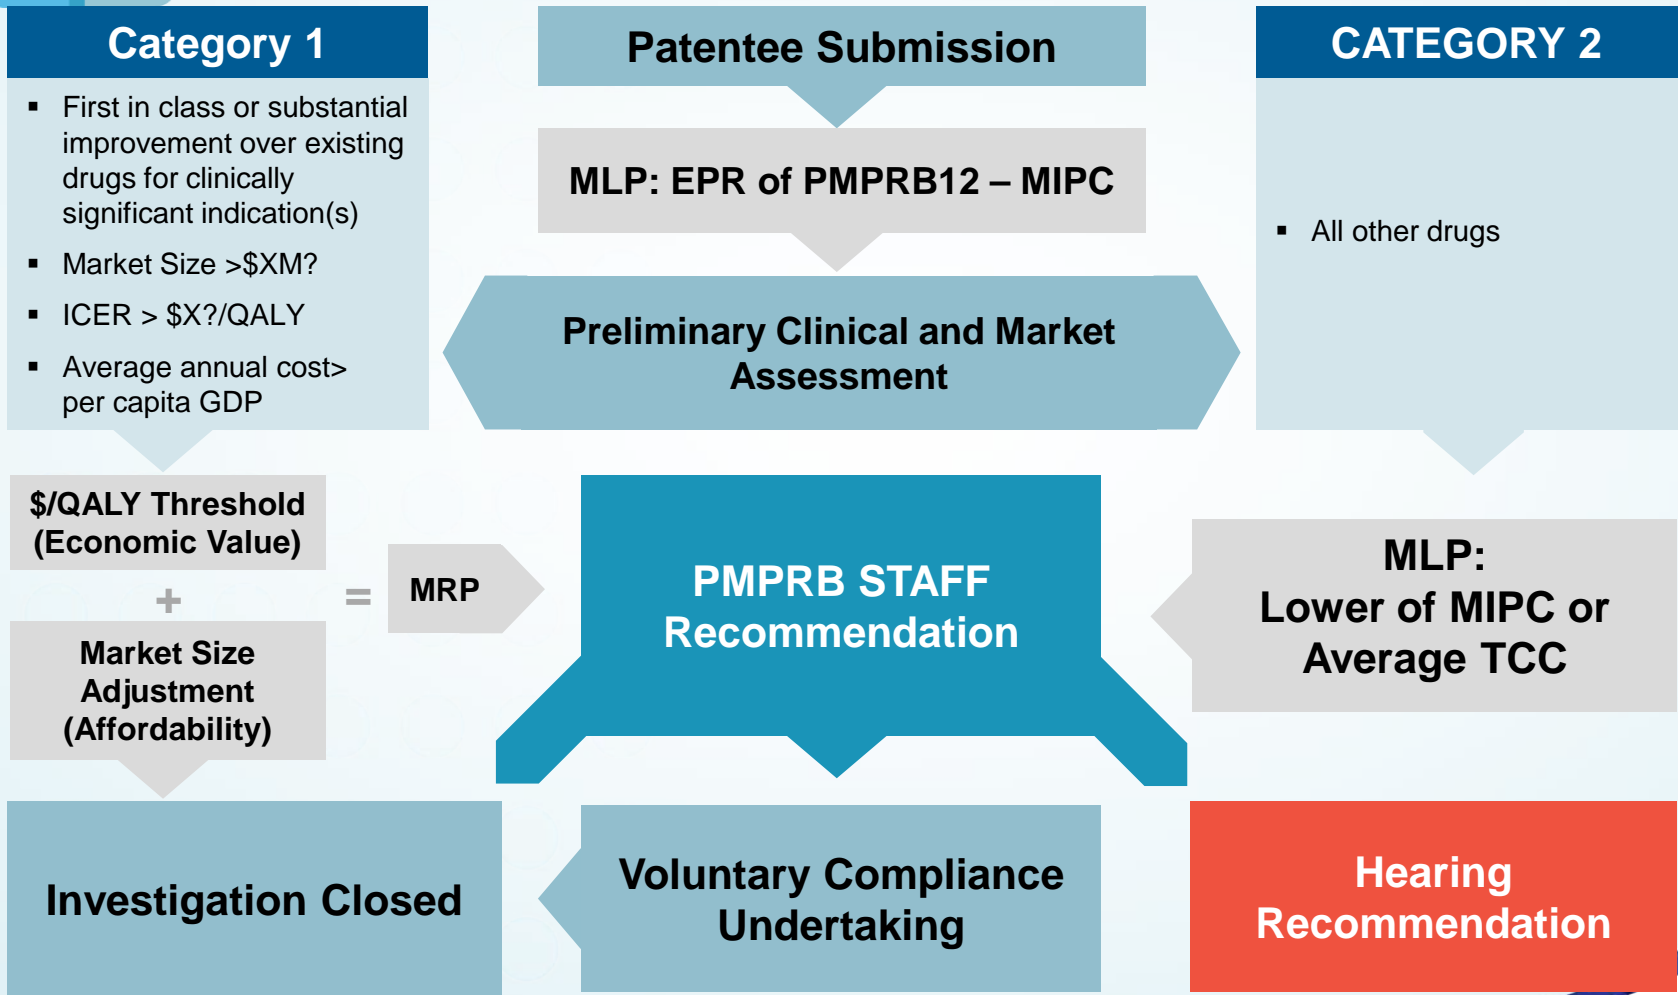 Category 1
▪ First in class or substantial
improvement over existing
drugs for clinically
significant indication(s)
▪ Market Size >$XM?
▪ ICER > $X?/QALY
▪ Average annual cost>
per capita GDP
Patentee Submission
MLP: EPR of PMPRB12 – MIPC
Preliminary Clinical and Market
Assessment
CATEGORY 2
▪ All other drugs
$/QALY Threshold
(Economic Value)
+
Market Size
Adjustment
(Affordability)
=
MRP
PMPRB STAFF
Recommendation
MLP:
Lower of MIPC or
Average TCC
Investigation Closed
Voluntary Compliance
Undertaking
Hearing
Recommendation